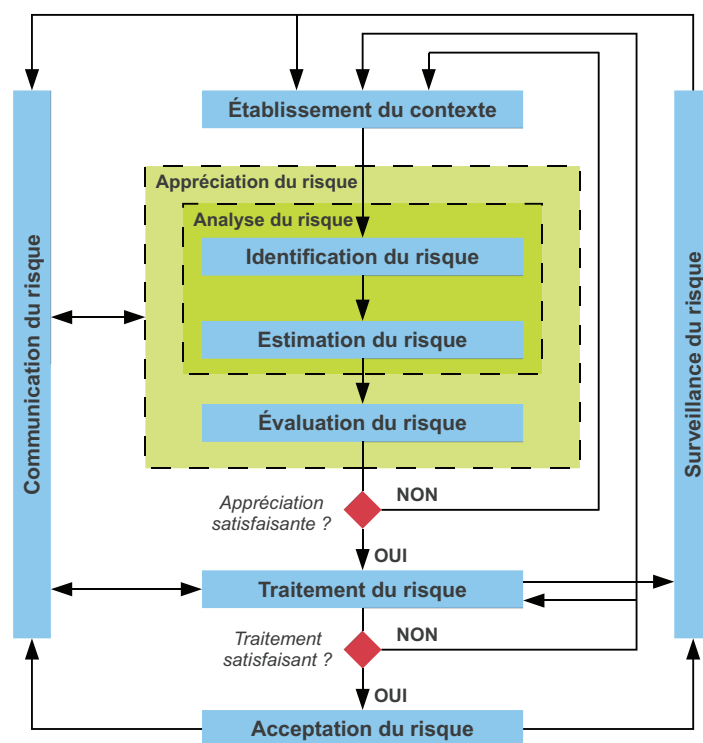 Établissement du contexte
Appréciation du risque
Analyse du risque
Identification du risque
Estimation du risque
Évaluation du risque
Communication du risque
Surveillance du risque
Appréciation
satisfaisante ?
NON
OUI
Traitement du risque
Traitement
satisfaisant ?
NON
OUI
Acceptation du risque